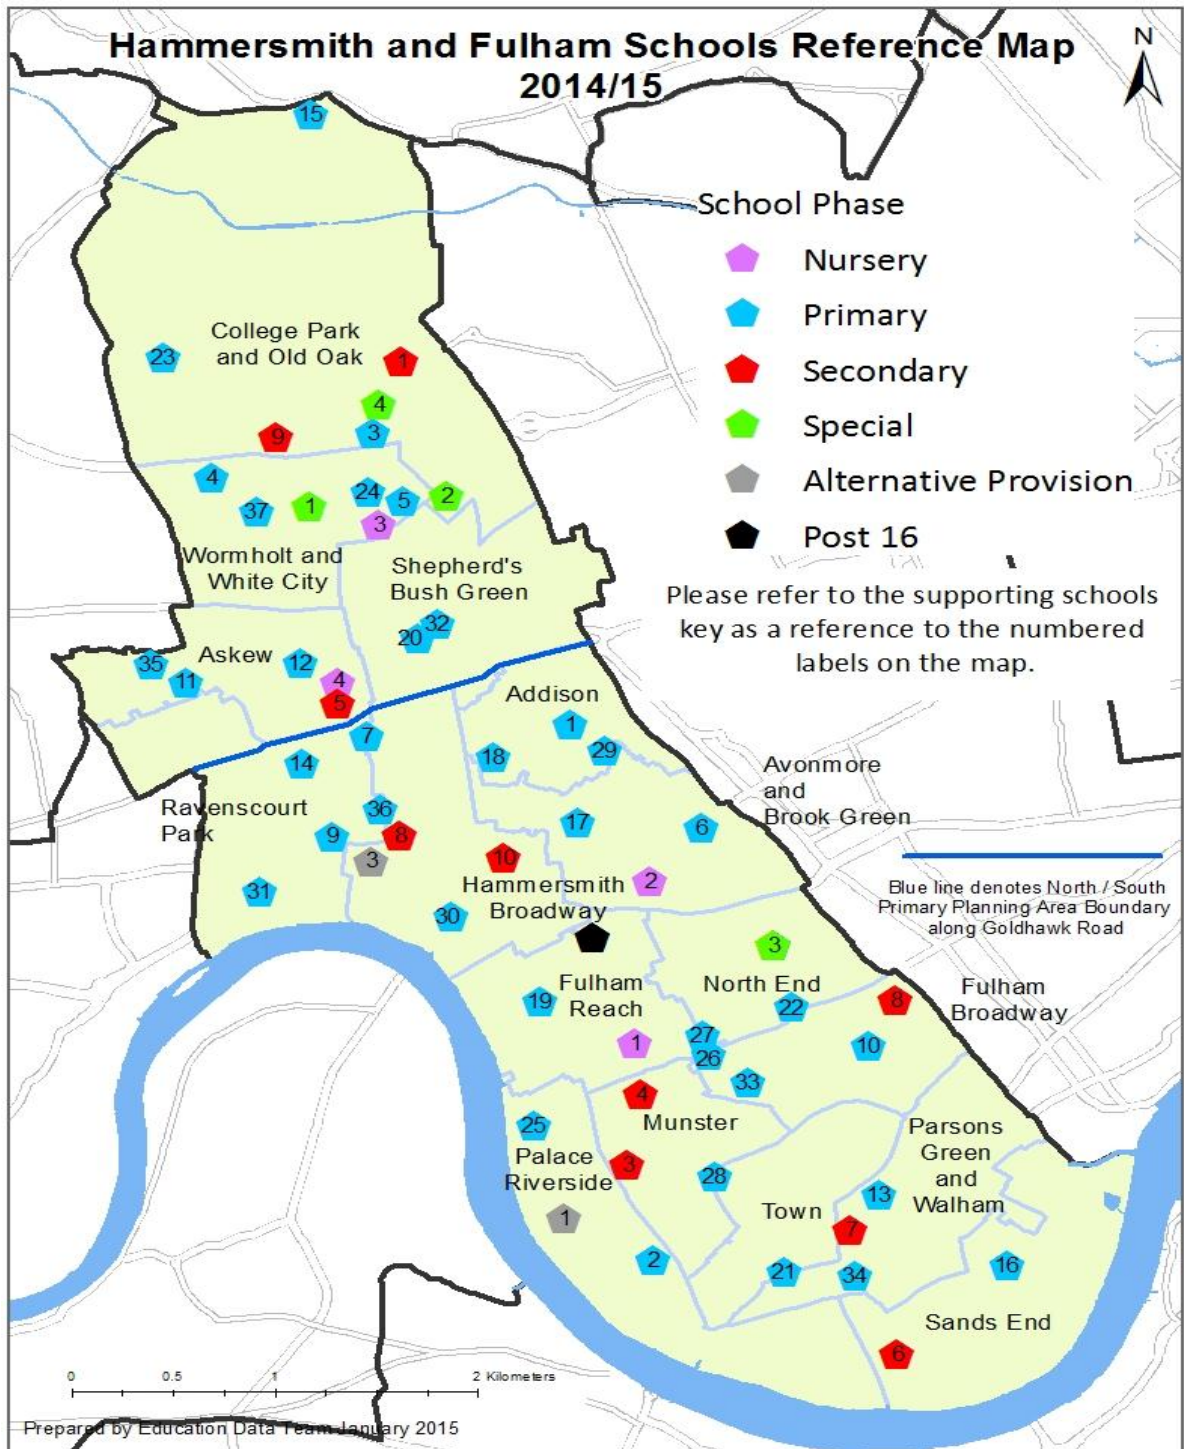 Hammersmith and Fulham Schools Reference Map
2014/15
N
15
School Phase
Nursery
Primary
Secondary
Special
Alternative Provision
Post 16
Please refer to the supporting schools
key as a reference to the numbered
labels on the map.
College Park
and Old Oak
23
1
4
3
9
4
37
1
24
5
2
3
Wormholt and
White City
Shepherd's
Bush Green
32
20
Askew
35
11
12
4
5
Addison
1
29
18
7
14
Avonmore
and
Brook Green
Ravenscourt
Park
36
9
8
3
17
6
10
31
Hammersmith
Broadway
2
30
Blue line denotes North / South
Primary Planning Area Boundary
along Goldhawk Road
3
Fulham
Reach
19
North End
22
8
Fulham
Broadway
1
27
26
10
33
4
Munster
25
Palace
Riverside
3
28
1
2
Parsons
Green
and
Walham
13
Town
7
21
34
16
Sands End
6
0
0.5
1
2 Kilometers
Prepared by Education Data Team January 2015